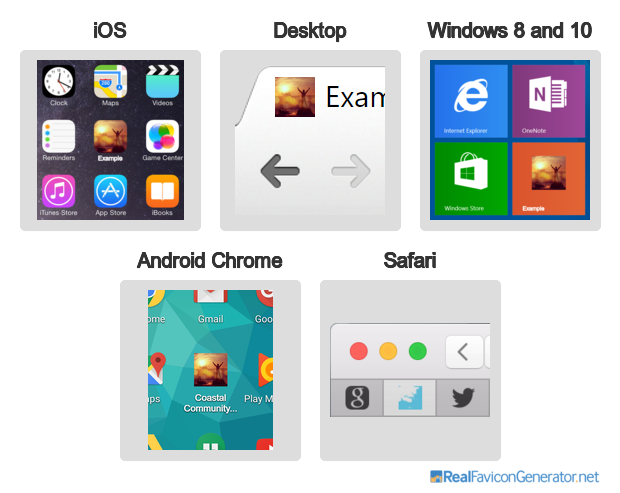 iOS
Desktop
Windows 8 and 10
Clock
Maps
Videos
Reminders
Example
Game Center
iTunes Store
App Store
iBooks
Exam
Internet Explorer
OneNote
Windows Store
Example
Android Chrome
Safari
ome
Gmail
Goo
aps
Coastal
Community...
Play M
RealFaviconGenerator.net